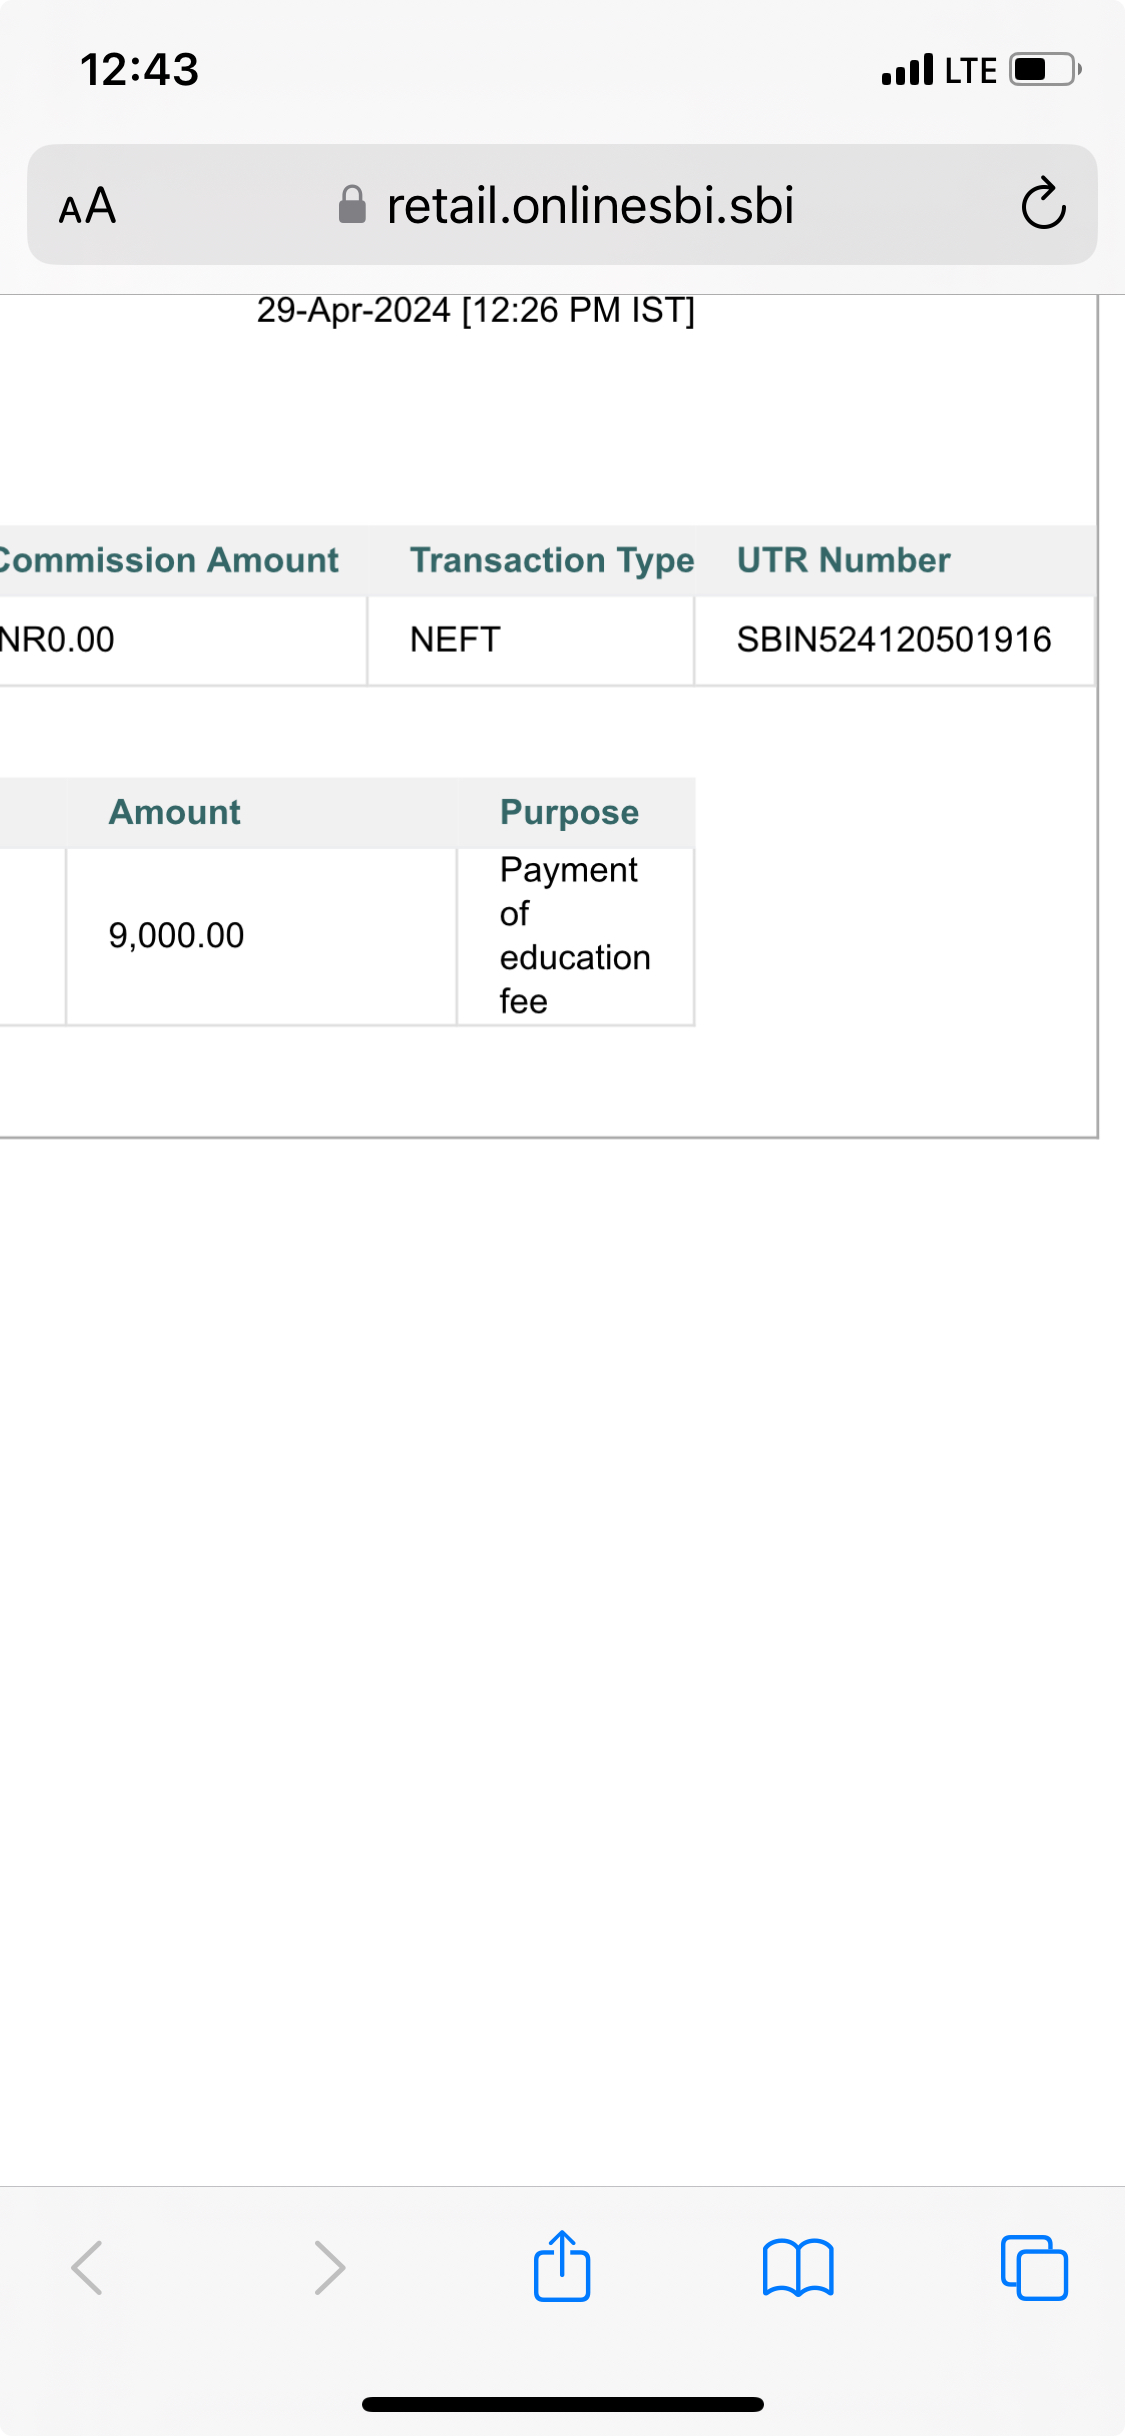 12:43
LTE
AA
retail.onlinesbi.sbi
29-Apr-2024 [12:26 PM IST]
Commission Amount Transaction Type UTR Number
NR0.00 NEFT SBIN524120501916
Amount Purpose
9,000.00
Payment
of
education
fee